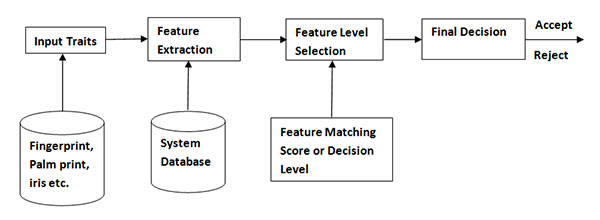 Input Traits
Feature
Extraction
Feature Level
Selection
Final Decision
Accept
Reject
Fingerprint,
Palm print,
iris etc.
System
Database
Feature Matching
Score or Decision
Level